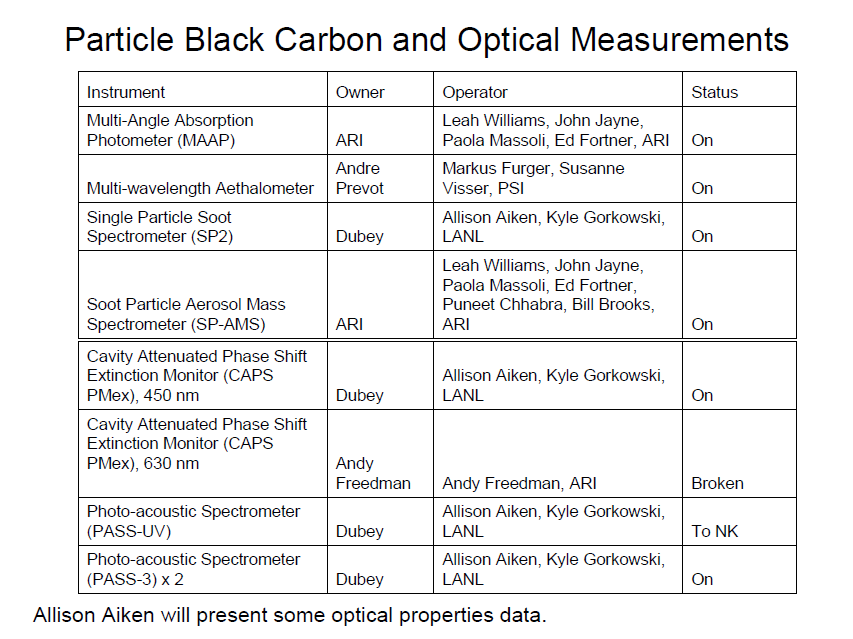 Particle Black Carbon and Optical Measurements
Instrument Owner Operator Status
Multi-Angle Absorption
Photometer (MAAP)
ARI
Leah Williams, John Jayne,
Paola Massoli, Ed Fortner, ARI
On
Multi-wavelength Aethalometer
Andre
Prevot
Markus Furger, Susanne
Visser, PSI
On
Single Particle Soot
Spectrometer (SP2)
Dubey
Allison Aiken, Kyle Gorkowski,
LANL
On
Soot Particle Aerosol Mass
Spectrometer (SP-AMS)
ARI
Leah Williams, John Jayne,
Paola Massoli, Ed Fortner,
Puneet Chhabra, Bill Brooks,
ARI
On
Cavity Attenuated Phase Shift
Extinction Monitor (CAPS
PMex), 450 nm
Dubey
Allison Aiken, Kyle Gorkowski,
LANL
On
Cavity Attenuated Phase Shift
Extinction Monitor (CAPS
PMex), 630 nm
Andy
Freedman
Andy Freedman, ARI
Broken
Photo-acoustic Spectrometer
(PASS-UV)
Dubey
Allison Aiken, Kyle Gorkowski,
LANL
To NK
Photo-acoustic Spectrometer
(PASS-3) x 2
Dubey
Allison Aiken, Kyle Gorkowski,
LANL
On
Allison Aiken will present some optical properties data.